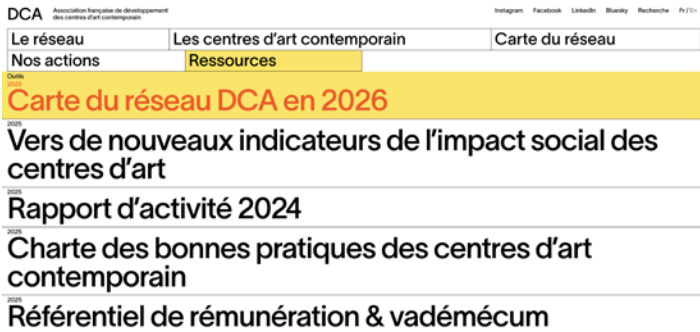 DCA
Association française de développement
des centres d'art contemporain
Instagram Facebook LinkedIn Bluesky Recherche Fr/En
Le réseau
Les centres d'art contemporain
Carte du réseau
Nos actions
Ressources
Outils
2025
Carte du réseau DCA en 2026
2025
Vers de nouveaux indicateurs de l'impact social des
centres d'art
2025
Rapport d'activité 2024
2025
Charte des bonnes pratiques des centres d'art
contemporain
2025
Référentiel de rémunération & vadémécum